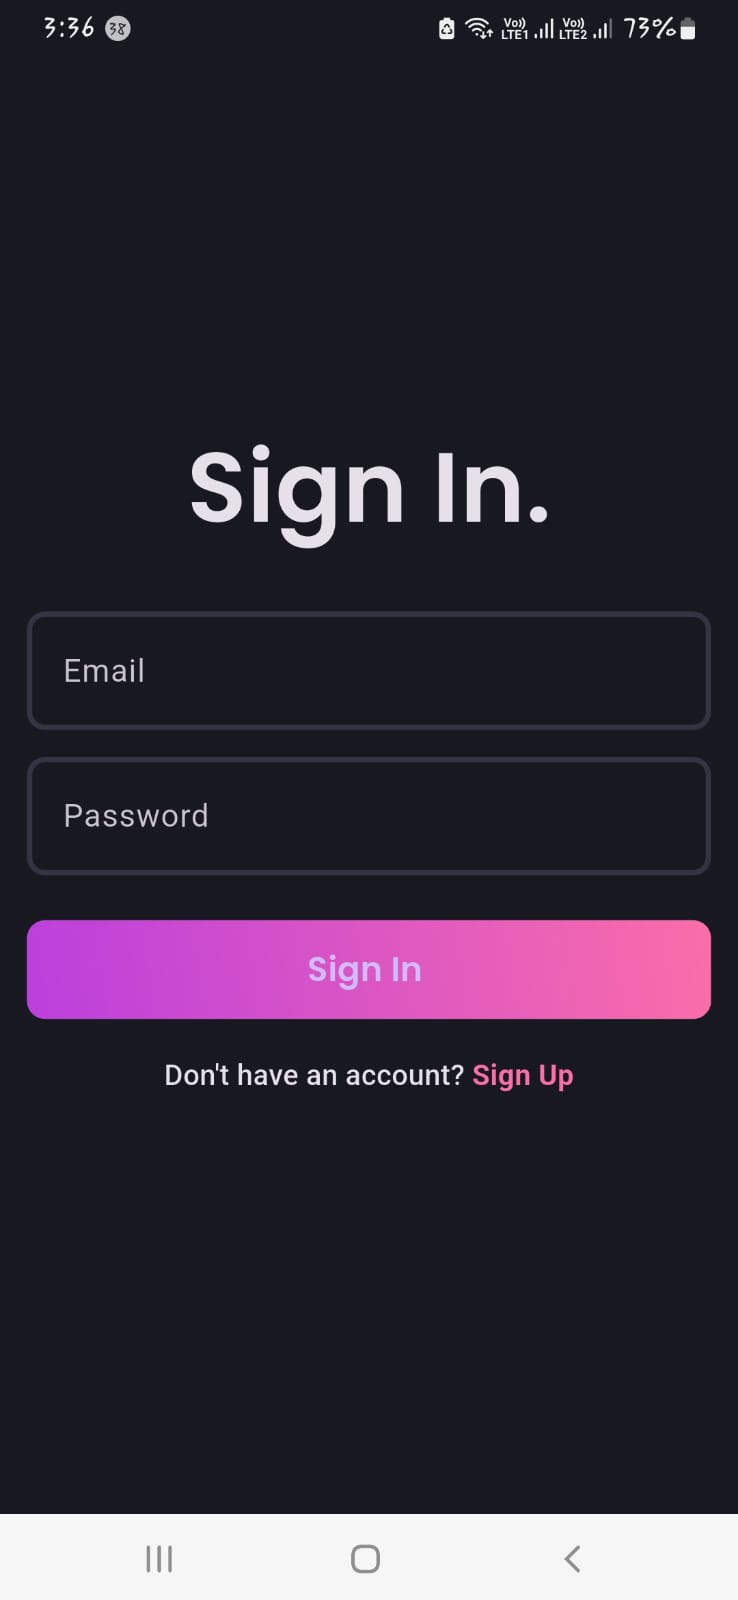 3:36 38 Vo)) LTE1 Vo)) LTE2 73%
Sign In.
Email
Password
Sign In
Don't have an account? Sign Up